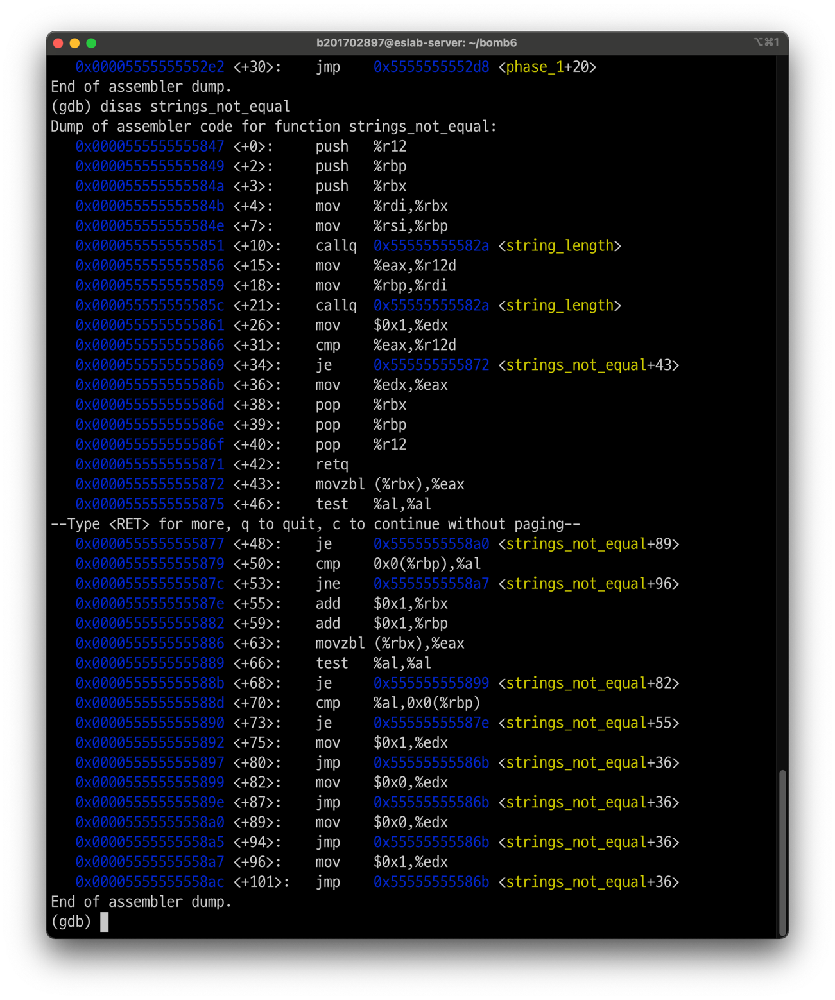 b201702897@eslab-server: ~/bomb6
⌥⌘1
   0x00005555555552e2 <+30>:    jmp    0x5555555552d8 <phase_1+20>
End of assembler dump.
(gdb) disas strings_not_equal
Dump of assembler code for function strings_not_equal:
   0x0000555555555847 <+0>:     push   %r12
   0x0000555555555849 <+2>:     push   %rbp
   0x000055555555584a <+3>:     push   %rbx
   0x000055555555584b <+4>:     mov    %rdi,%rbx
   0x000055555555584e <+7>:     mov    %rsi,%rbp
   0x0000555555555851 <+10>:    callq  0x55555555582a <string_length>
   0x0000555555555856 <+15>:    mov    %eax,%r12d
   0x0000555555555859 <+18>:    mov    %rbp,%rdi
   0x000055555555585c <+21>:    callq  0x55555555582a <string_length>
   0x0000555555555861 <+26>:    mov    $0x1,%edx
   0x0000555555555866 <+31>:    cmp    %eax,%r12d
   0x0000555555555869 <+34>:    je     0x555555555872 <strings_not_equal+43>
   0x000055555555586b <+36>:    mov    %edx,%eax
   0x000055555555586d <+38>:    pop    %rbx
   0x000055555555586e <+39>:    pop    %rbp
   0x000055555555586f <+40>:    pop    %r12
   0x0000555555555871 <+42>:    retq
   0x0000555555555872 <+43>:    movzbl (%rbx),%eax
   0x0000555555555875 <+46>:    test   %al,%al
--Type <RET> for more, q to quit, c to continue without paging--
   0x0000555555555877 <+48>:    je     0x5555555558a0 <strings_not_equal+89>
   0x0000555555555879 <+50>:    cmp    0x0(%rbp),%al
   0x000055555555587c <+53>:    jne    0x5555555558a7 <strings_not_equal+96>
   0x000055555555587e <+55>:    add    $0x1,%rbx
   0x0000555555555882 <+59>:    add    $0x1,%rbp
   0x0000555555555886 <+63>:    movzbl (%rbx),%eax
   0x0000555555555889 <+66>:    test   %al,%al
   0x000055555555588b <+68>:    je     0x555555555899 <strings_not_equal+82>
   0x000055555555588d <+70>:    cmp    %al,0x0(%rbp)
   0x0000555555555890 <+73>:    je     0x55555555587e <strings_not_equal+55>
   0x0000555555555892 <+75>:    mov    $0x1,%edx
   0x0000555555555897 <+80>:    jmp    0x55555555586b <strings_not_equal+36>
   0x0000555555555899 <+82>:    mov    $0x0,%edx
   0x000055555555589e <+87>:    jmp    0x55555555586b <strings_not_equal+36>
   0x00005555555558a0 <+89>:    mov    $0x0,%edx
   0x00005555555558a5 <+94>:    jmp    0x55555555586b <strings_not_equal+36>
   0x00005555555558a7 <+96>:    mov    $0x1,%edx
   0x00005555555558ac <+101>:   jmp    0x55555555586b <strings_not_equal+36>
End of assembler dump.
(gdb)